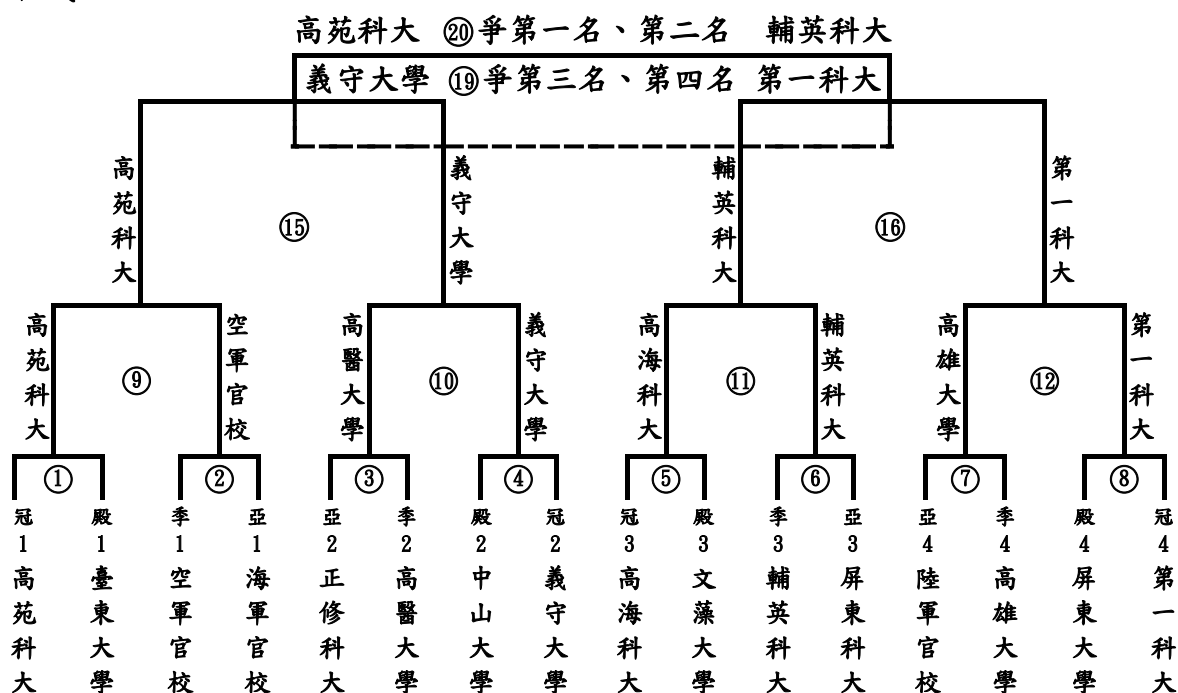 高苑科大 ⑳爭第一名、第二名 輔英科大
義守大學 ⑲爭第三名、第四名 第一科大
高苑科大
義守大學
輔英科大
第一科大
⑮
⑯
高苑科大
空軍官校
高醫大學
義守大學
高海科大
輔英科大
高雄大學
第一科大
⑨
⑩
⑪
⑫
①
②
③
④
⑤
⑥
⑦
⑧
冠1高苑科大
殿1臺東大學
季1空軍官校
亞1海軍官校
亞2正修科大
季2高醫大學
殿2中山大學
冠2義守大學
冠3高海科大
殿3文藻大學
季3輔英科大
亞3屏東科大
亞4陸軍官校
季4高雄大學
殿4屏東大學
冠4第一科大